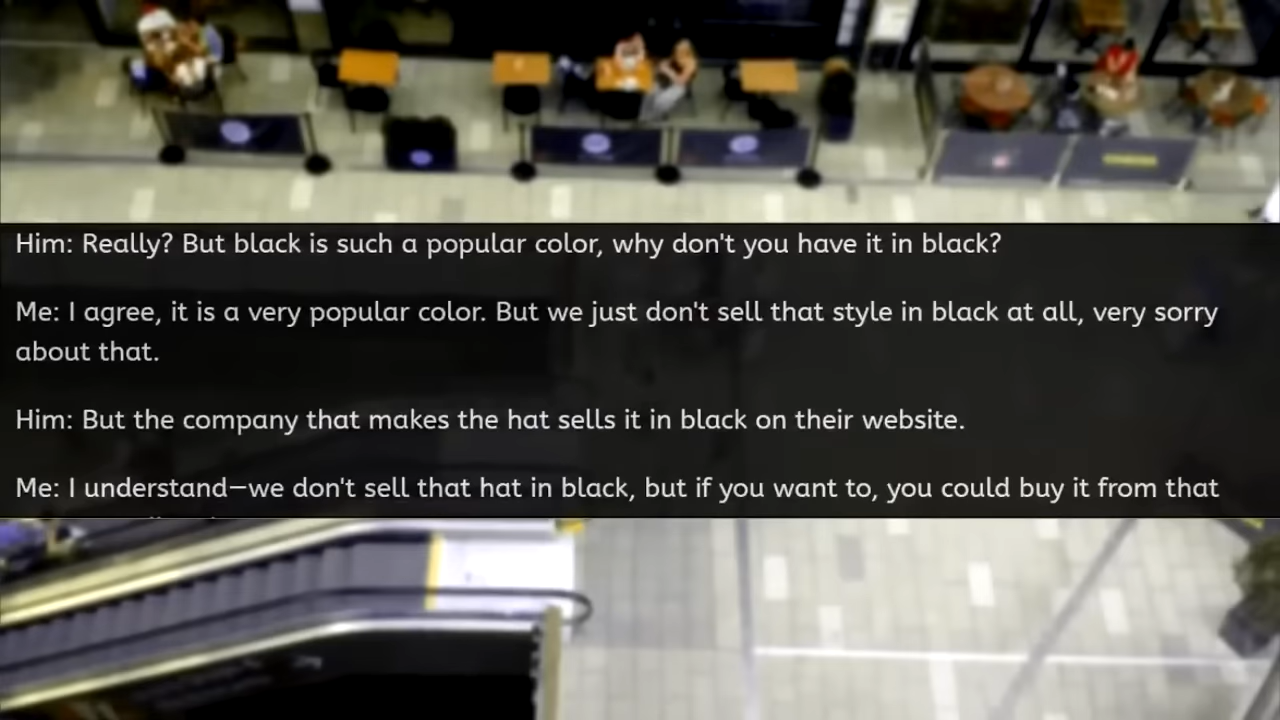 Him: Really? But black is such a popular color, why don't you have it in black?
Me: I agree, it is a very popular color. But we just don't sell that style in black at all, very sorry
about that.
Him: But the company that makes the hat sells it in black on their website.
Me: I understand—we don't sell that hat in black, but if you want to, you could buy it from that